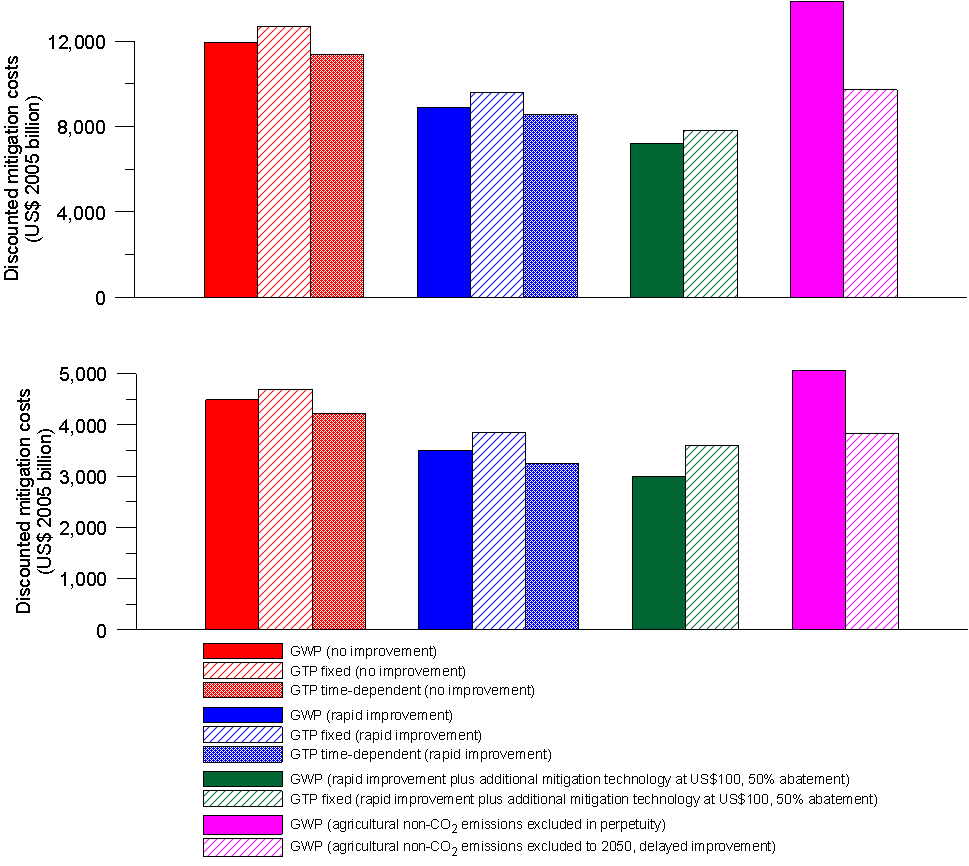 Discounted mitigation costs
(US$ 2005 billion)
12,000
8,000
4,000
0
Discounted mitigation costs
(US$ 2005 billion)
5,000
4,000
3,000
2,000
1,000
0
GWP (no improvement)
GTP fixed (no improvement)
GTP time-dependent (no improvement)
GWP (rapid improvement)
GTP fixed (rapid improvement)
GTP time-dependent (rapid improvement)
GWP (rapid improvement plus additional mitigation technology at US$100, 50% abatement)
GTP fixed (rapid improvement plus additional mitigation technology at US$100, 50% abatement)
GWP (agricultural non-CO2 emissions excluded in perpetuity)
GWP (agricultural non-CO2 emissions excluded to 2050, delayed improvement)